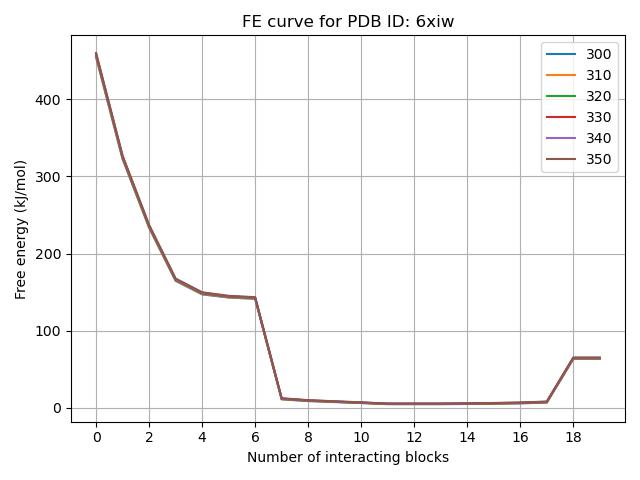 FE curve for PDB ID: 6xiw
300
310
320
330
340
350
Free energy (kJ/mol)
400
300
200
100
0
0 2 4 6 8 10 12 14 16 18
Number of interacting blocks